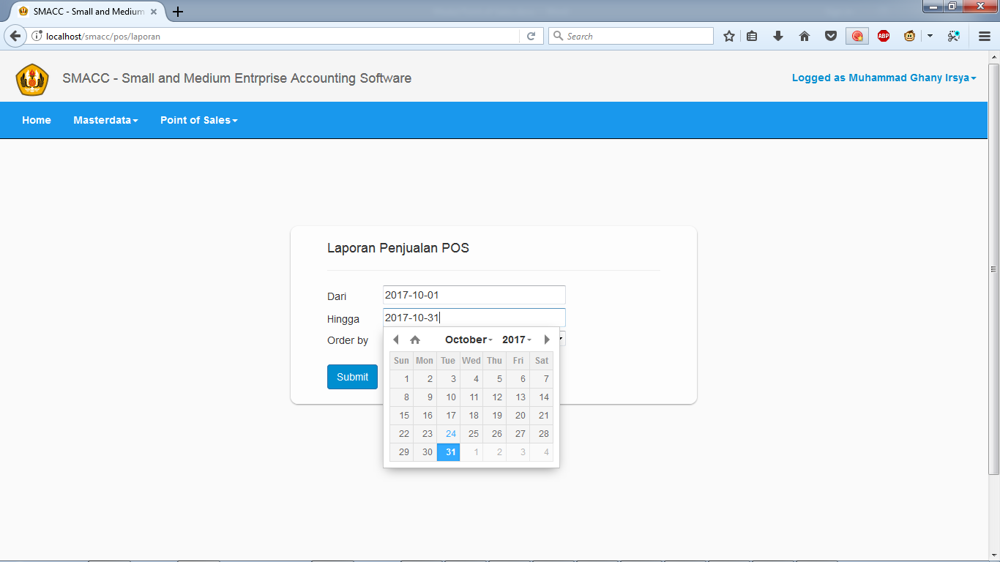 SMACC - Small and Medium
localhost/smacc/pos/laporan
Search
ABP
SMACC - Small and Medium Entrprise Accounting Software
Logged as Muhammad Ghany Irsya
Home Masterdata Point of Sales
Laporan Penjualan POS
Dari 2017-10-01
Hingga 2017-10-31
Order by
October 2017
Sun Mon Tue Wed Thu Fri Sat
1 2 3 4 5 6 7
8 9 10 11 12 13 14
15 16 17 18 19 20 21
22 23 24 25 26 27 28
29 30 31 1 2 3 4
Submit